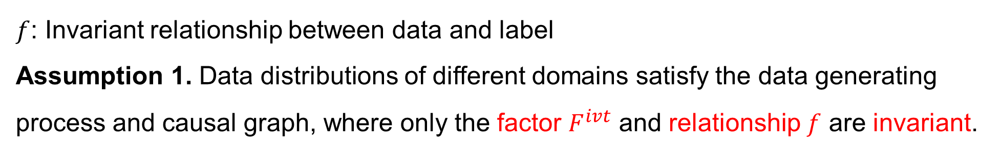 f: Invariant relationship between data and label
Assumption 1. Data distributions of different domains satisfy the data generating
process and causal graph, where only the factor F^{ivt} and relationship f are invariant.